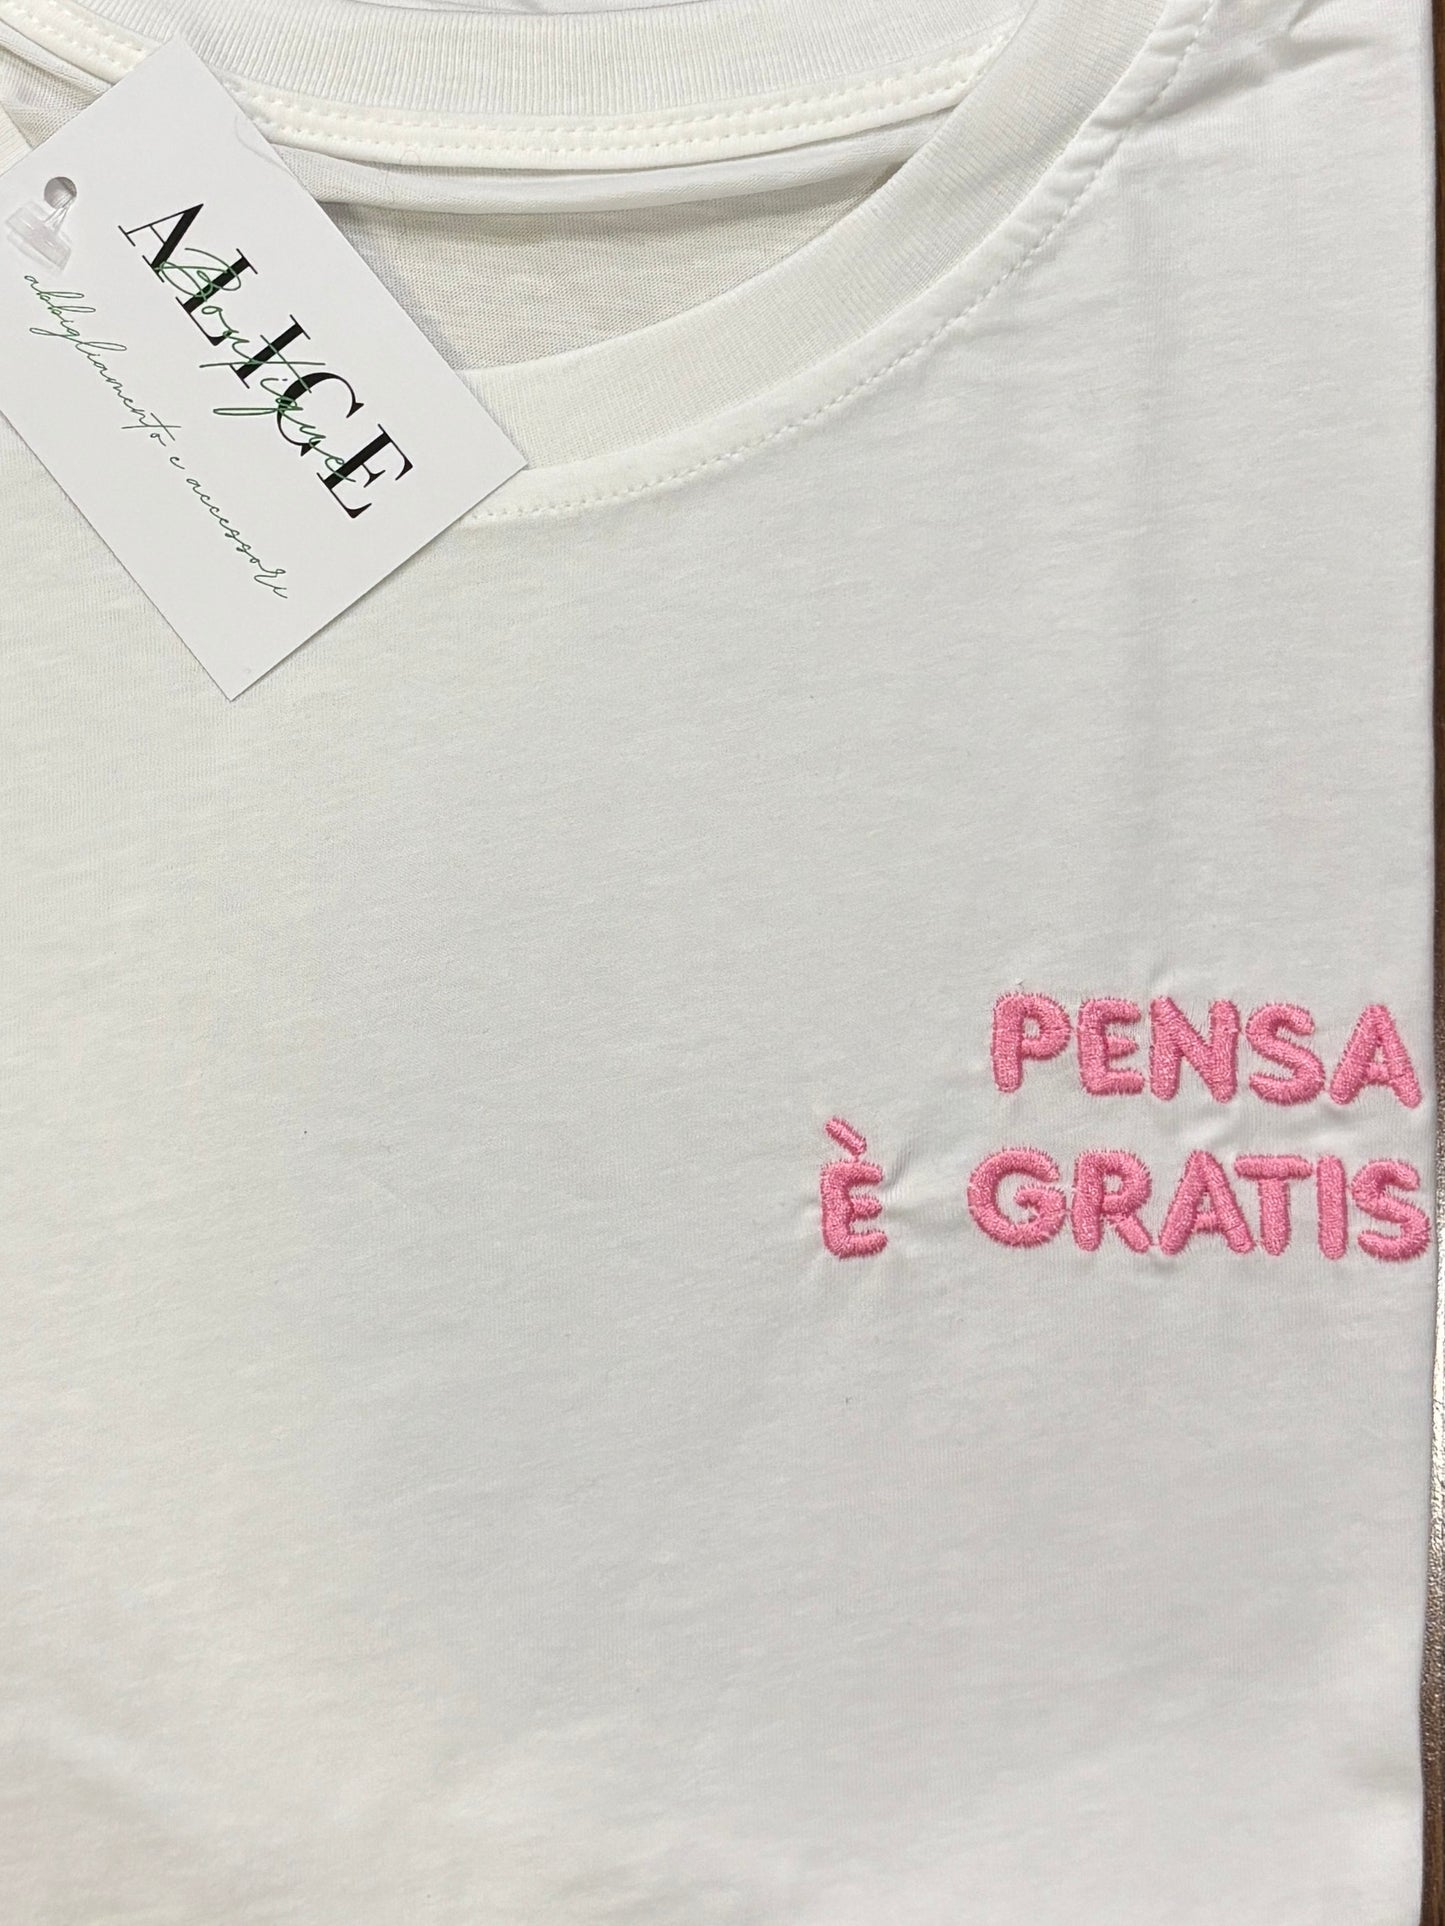 ALICE
Boutique
abbigliamento e accessori
PENSA
È GRATIS